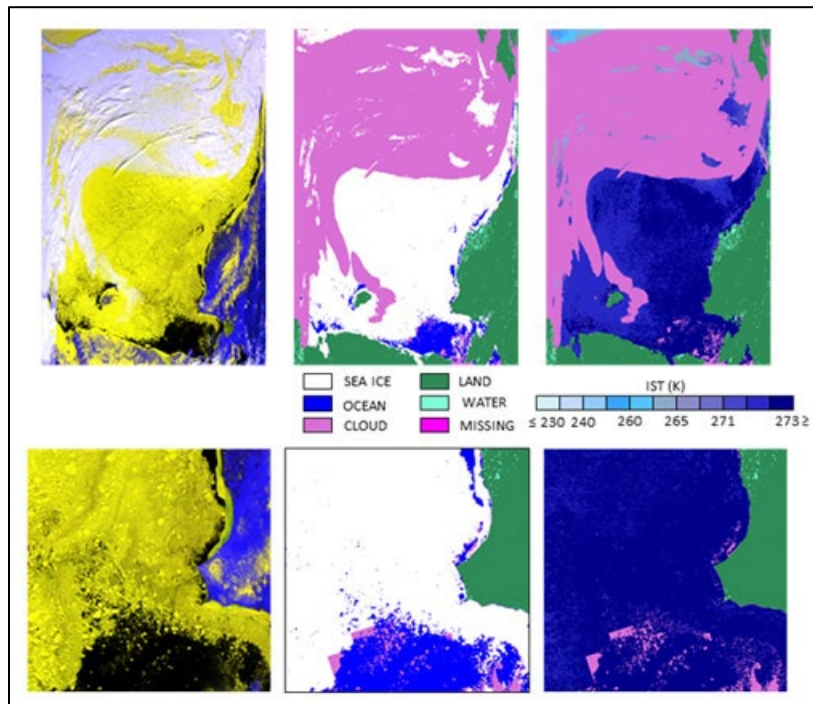 SEA ICE LAND IST (K)
OCEAN WATER
CLOUD MISSING ≤ 230 240 260 265 271 273 ≥